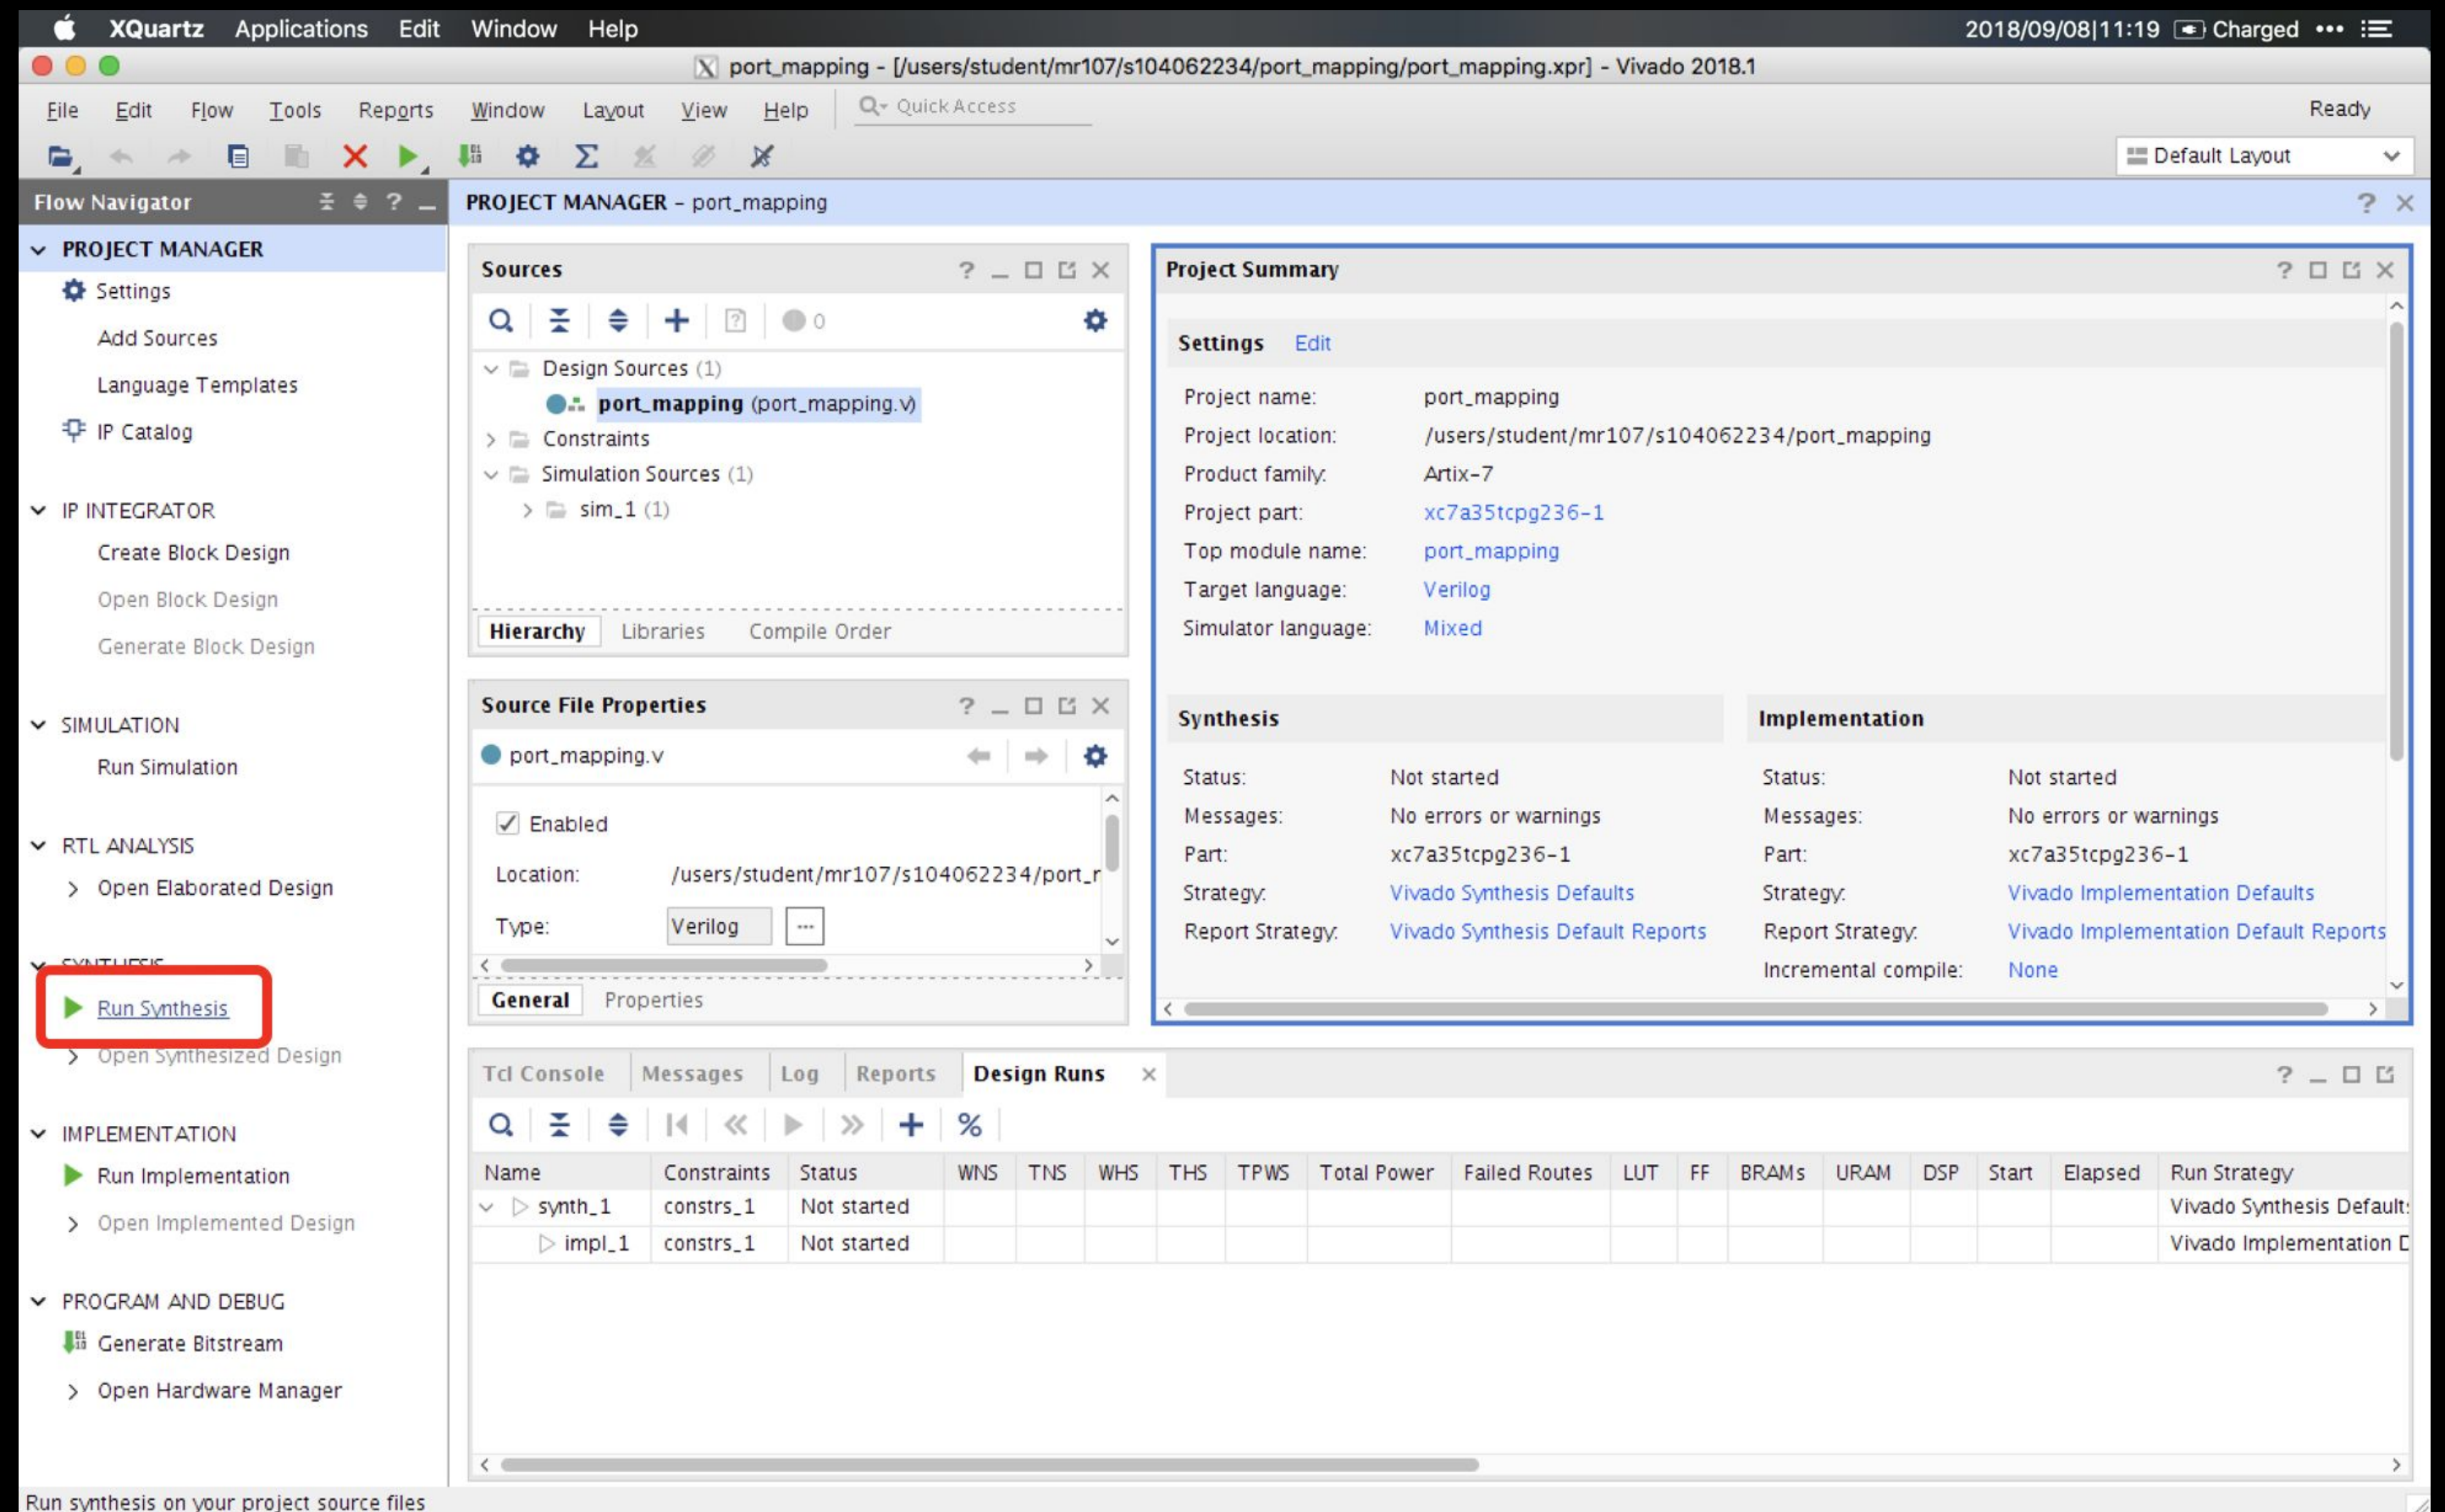 XQuartz Applications Edit Window Help 2018/09/08|11:19 Charged
port_mapping - [/users/student/mr107/s104062234/port_mapping/port_mapping.xpr] - Vivado 2018.1
File Edit Flow Tools Reports Window Layout View Help Quick Access Ready
Default Layout
Flow Navigator
PROJECT MANAGER
Settings
Add Sources
Language Templates
IP Catalog
IP INTEGRATOR
Create Block Design
Open Block Design
Generate Block Design
SIMULATION
Run Simulation
RTL ANALYSIS
Open Elaborated Design
SYNTHESIS
Run Synthesis
Open Synthesized Design
IMPLEMENTATION
Run Implementation
Open Implemented Design
PROGRAM AND DEBUG
Generate Bitstream
Open Hardware Manager
PROJECT MANAGER - port_mapping
Sources
0
Design Sources (1)
port_mapping (port_mapping.v)
Constraints
Simulation Sources (1)
sim_1 (1)
Hierarchy Libraries Compile Order
Source File Properties
port_mapping.v
Enabled
Location: /users/student/mr107/s104062234/port_r
Type: Verilog ...
General Properties
Project Summary
Settings Edit
Project name: port_mapping
Project location: /users/student/mr107/s104062234/port_mapping
Product family: Artix-7
Project part: xc7a35tcpg236-1
Top module name: port_mapping
Target language: Verilog
Simulator language: Mixed
Synthesis
Status: Not started
Messages: No errors or warnings
Part: xc7a35tcpg236-1
Strategy: Vivado Synthesis Defaults
Report Strategy: Vivado Synthesis Default Reports
Implementation
Status: Not started
Messages: No errors or warnings
Part: xc7a35tcpg236-1
Strategy: Vivado Implementation Defaults
Report Strategy: Vivado Implementation Default Reports
Incremental compile: None
Tcl Console Messages Log Reports Design Runs
Name Constraints Status WNS TNS WHS THS TPWS Total Power Failed Routes LUT FF BRAMs URAM DSP Start Elapsed Run Strategy
synth_1 constrs_1 Not started Vivado Synthesis Default
impl_1 constrs_1 Not started Vivado Implementation D
Run synthesis on your project source files